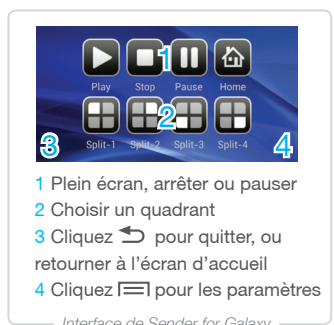 1
Play Stop Pause Home
2
3 Split-1 Split-2 Split-3 Split-4 4
1 Plein écran, arrêter ou pauser
2 Choisir un quadrant
3 Cliquez pour quitter, ou
retourner à l'écran d'accueil
4 Cliquez pour les paramètres
Interface de Sender for Galaxy